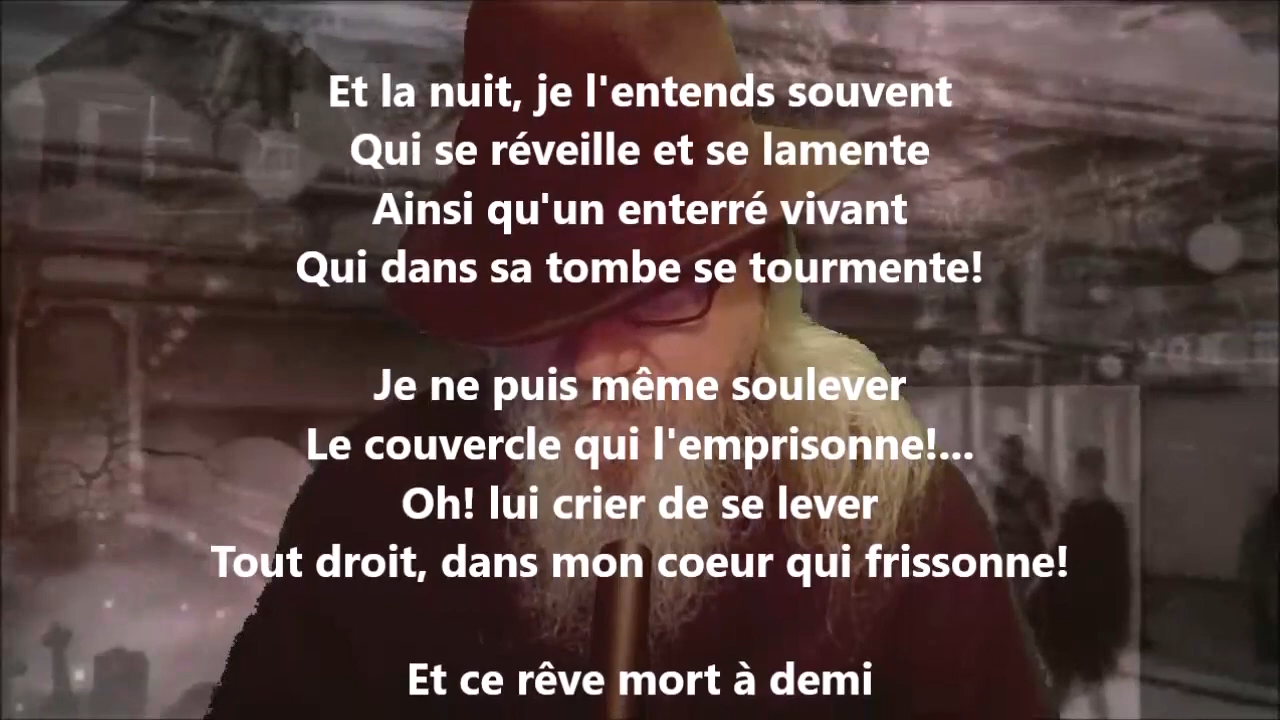 Et la nuit, je l'entends souvent
Qui se réveille et se lamente
Ainsi qu'un enterré vivant
Qui dans sa tombe se tourmente!
Je ne puis même soulever
Le couvercle qui l'emprisonne!...
Oh! lui crier de se lever
Tout droit, dans mon coeur qui frissonne!
Et ce rêve mort à demi